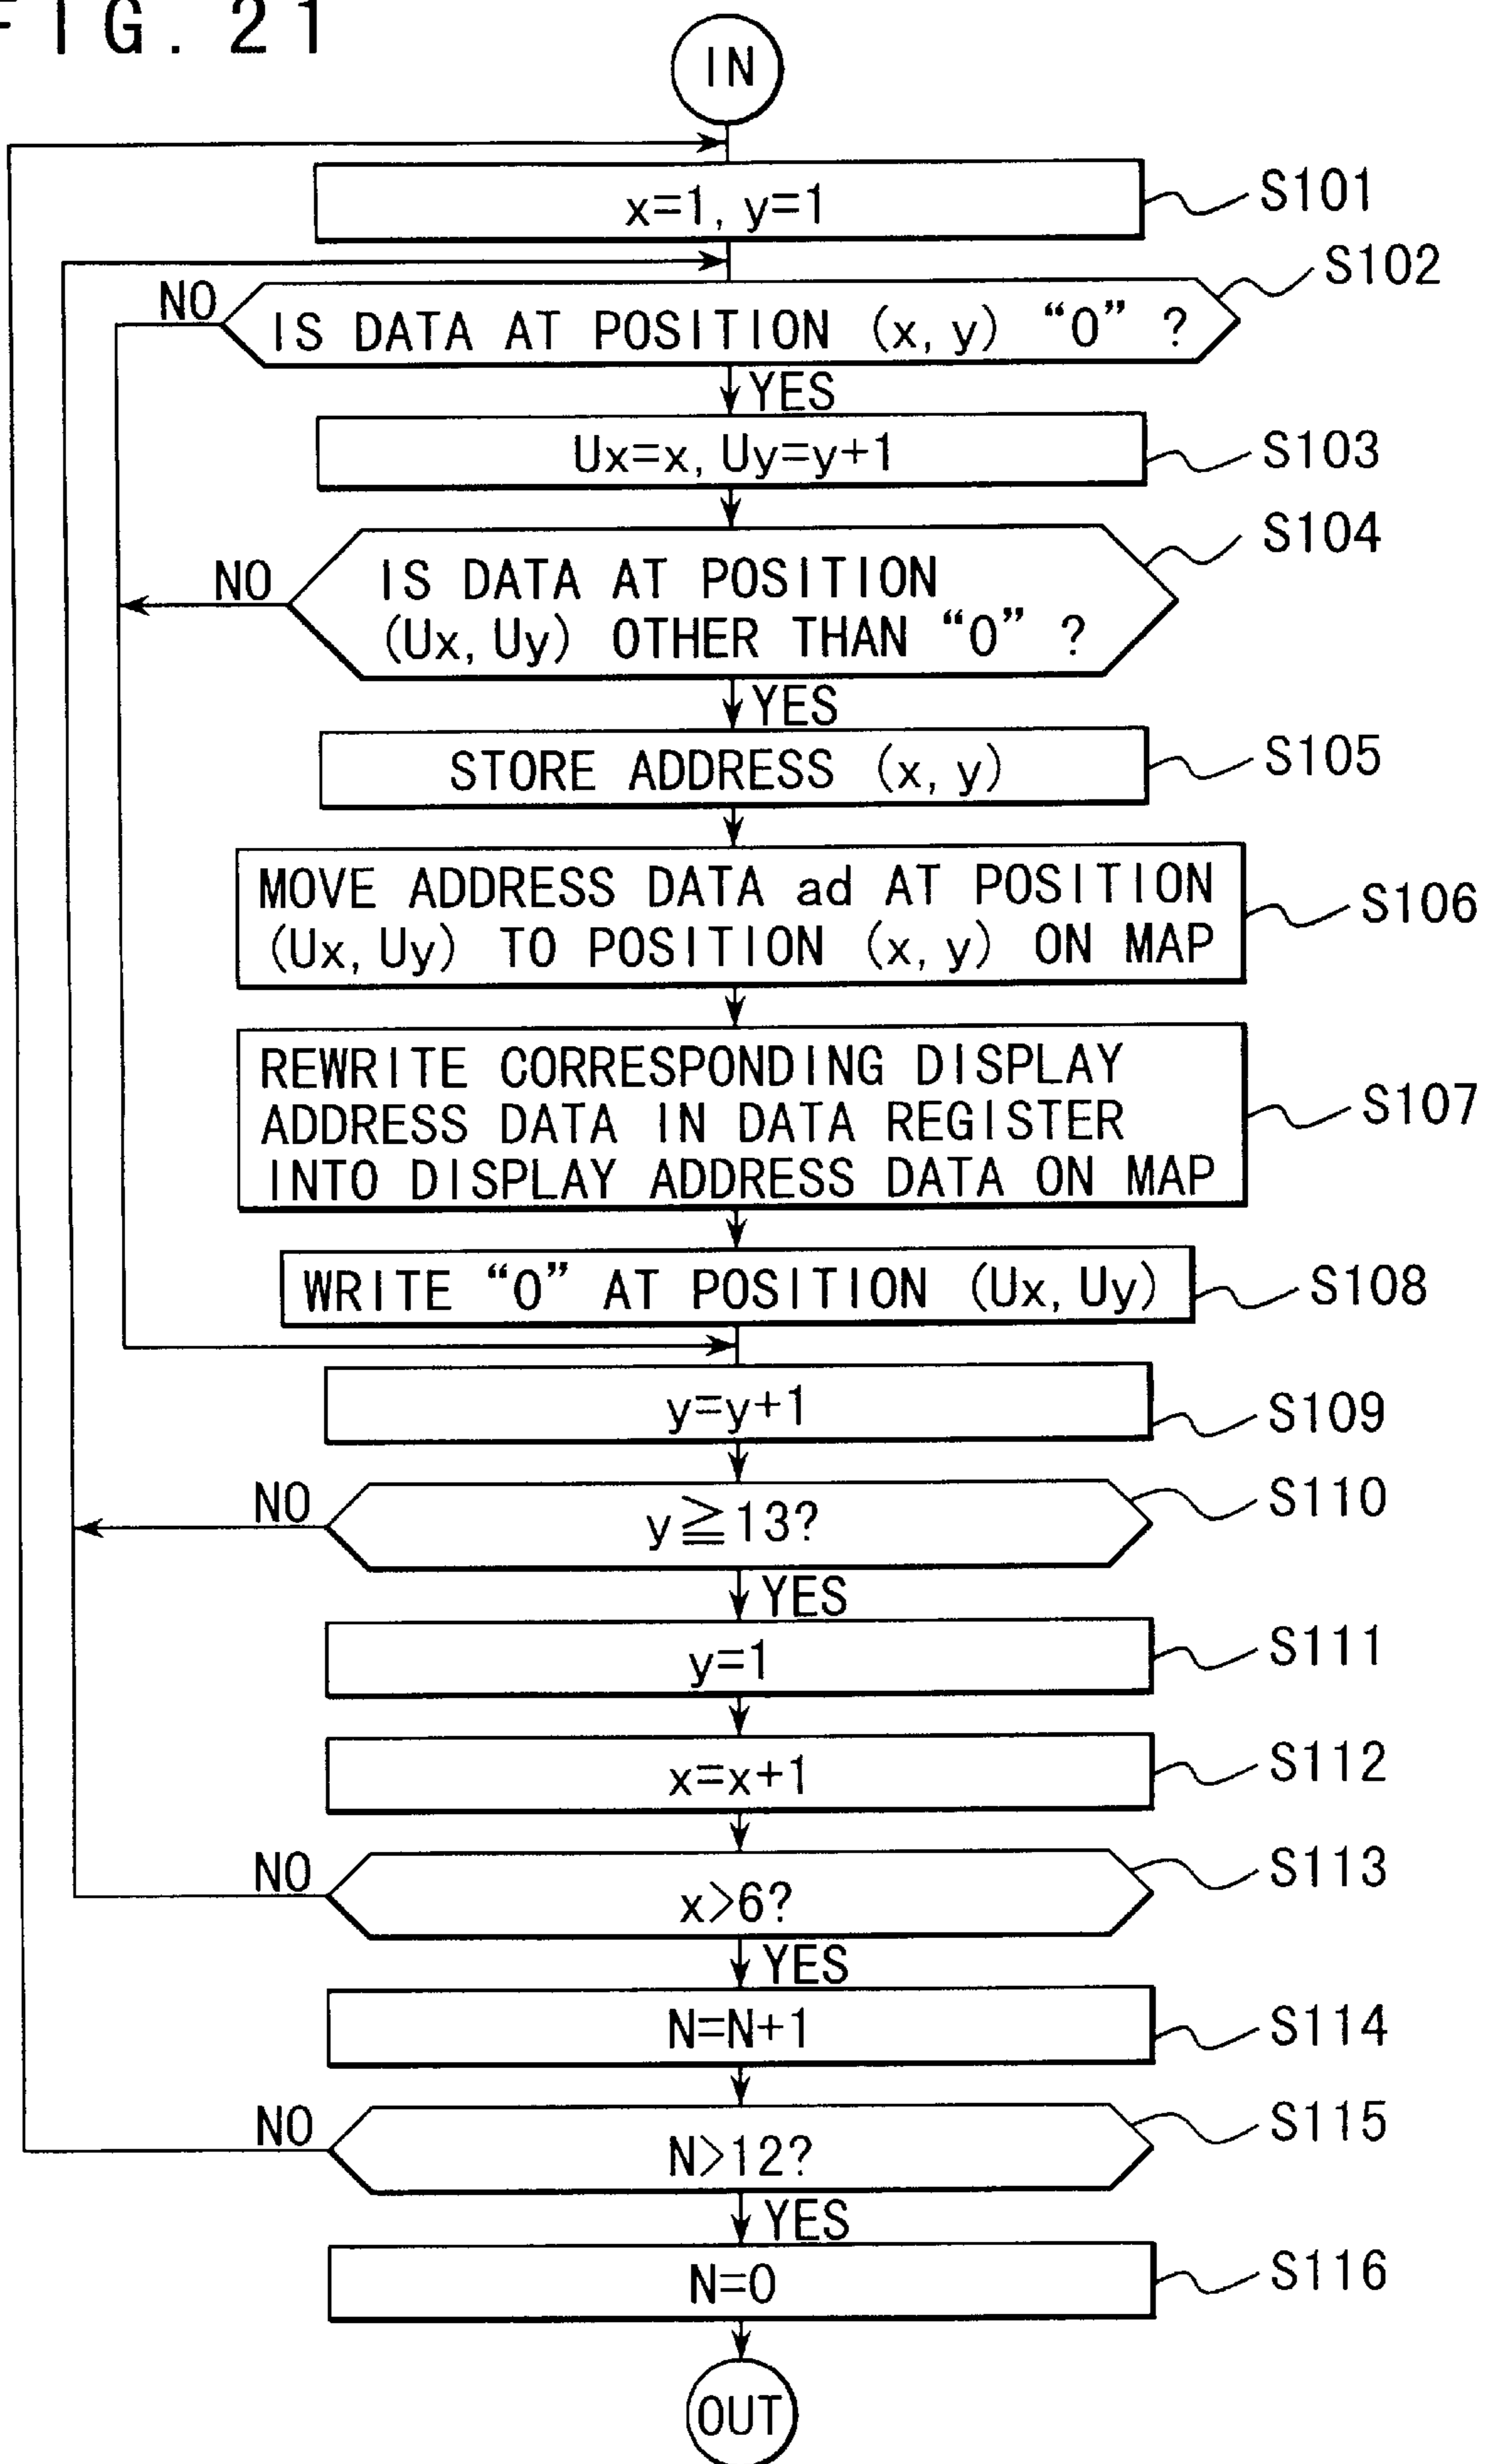 FIG. 21
IN
x=1, y=1
S101
S102
NO
IS DATA AT POSITION (x, y) “0” ?
YES
Ux=x, Uy=y+1
S103
S104
NO
IS DATA AT POSITION
(Ux, Uy) OTHER THAN “0” ?
YES
STORE ADDRESS (x, y)
S105
MOVE ADDRESS DATA ad AT POSITION
(Ux, Uy) TO POSITION (x, y) ON MAP
S106
REWRITE CORRESPONDING DISPLAY
ADDRESS DATA IN DATA REGISTER
INTO DISPLAY ADDRESS DATA ON MAP
S107
WRITE “0” AT POSITION (Ux, Uy)
S108
y=y+1
S109
NO
y≧13?
S110
YES
y=1
S111
x=x+1
S112
NO
x>6?
S113
YES
N=N+1
S114
NO
N>12?
S115
YES
N=0
S116
OUT